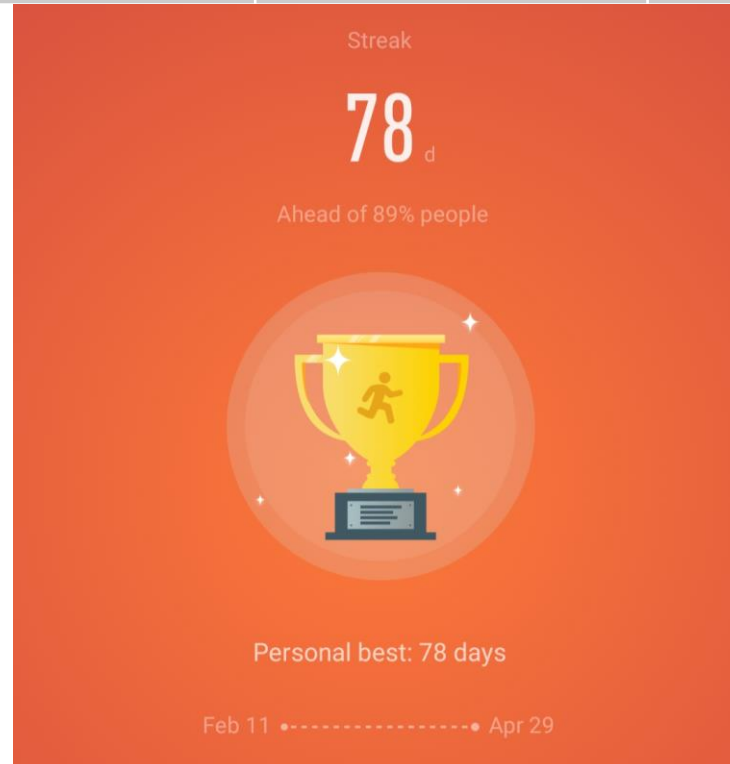 Streak
78 d
Ahead of 89% people
Personal best: 78 days
Feb 11 Apr 29